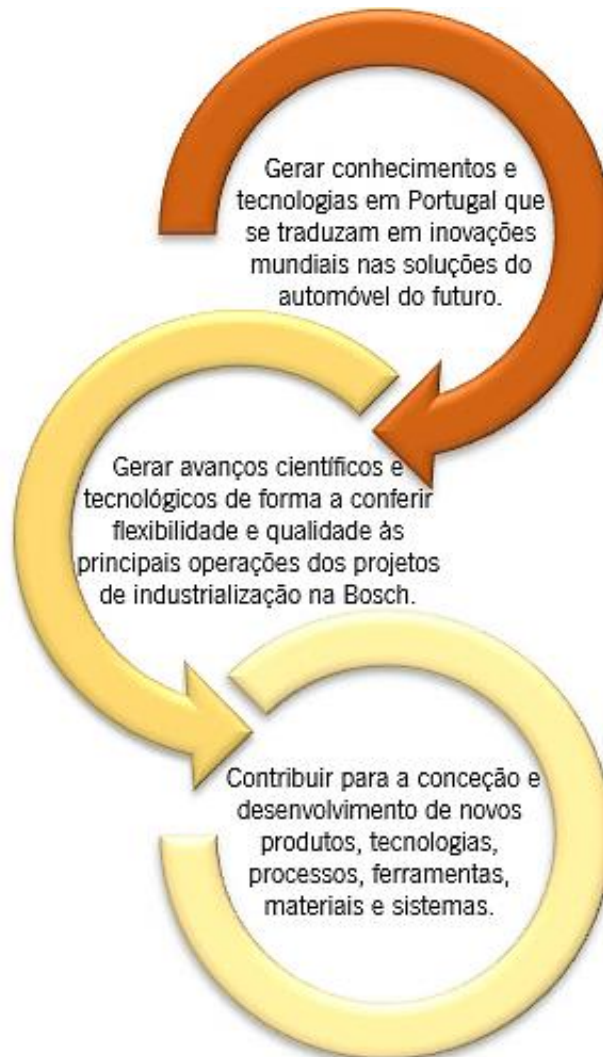 Gerar conhecimentos e
tecnologias em Portugal que
se traduzam em inovações
mundiais nas soluções do
automóvel do futuro.
Gerar avanços científicos e
tecnológicos de forma a conferir
flexibilidade e qualidade às
principais operações dos projetos
de industrialização na Bosch.
Contribuir para a conceção e
desenvolvimento de novos
produtos, tecnologias,
processos, ferramentas,
materiais e sistemas.